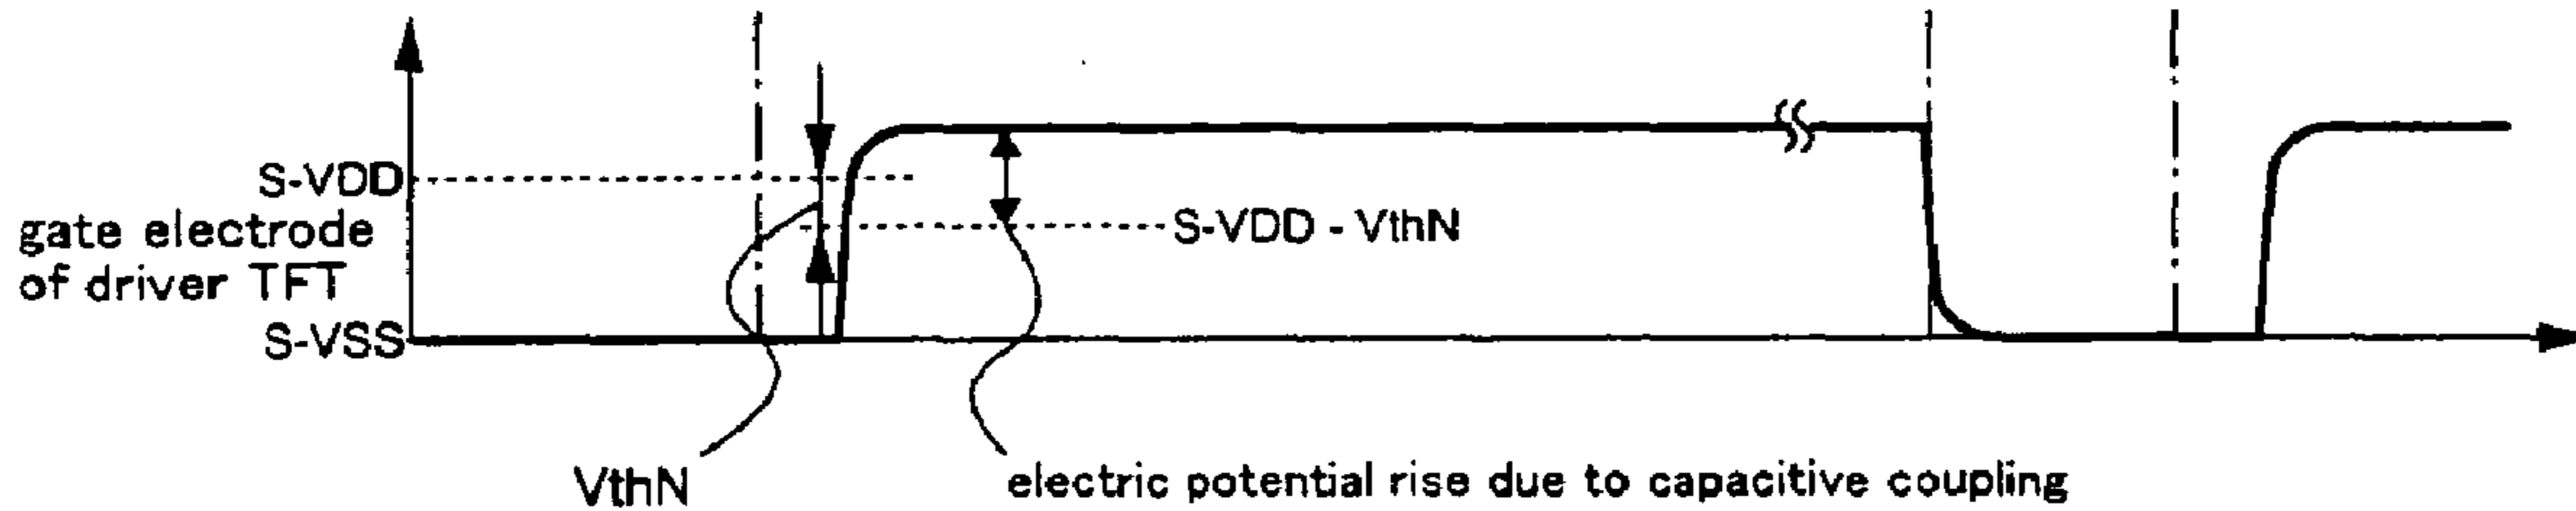 S-VDD
gate electrode
of driver TFT
S-VSS
S-VDD - VthN
VthN
electric potential rise due to capacitive coupling